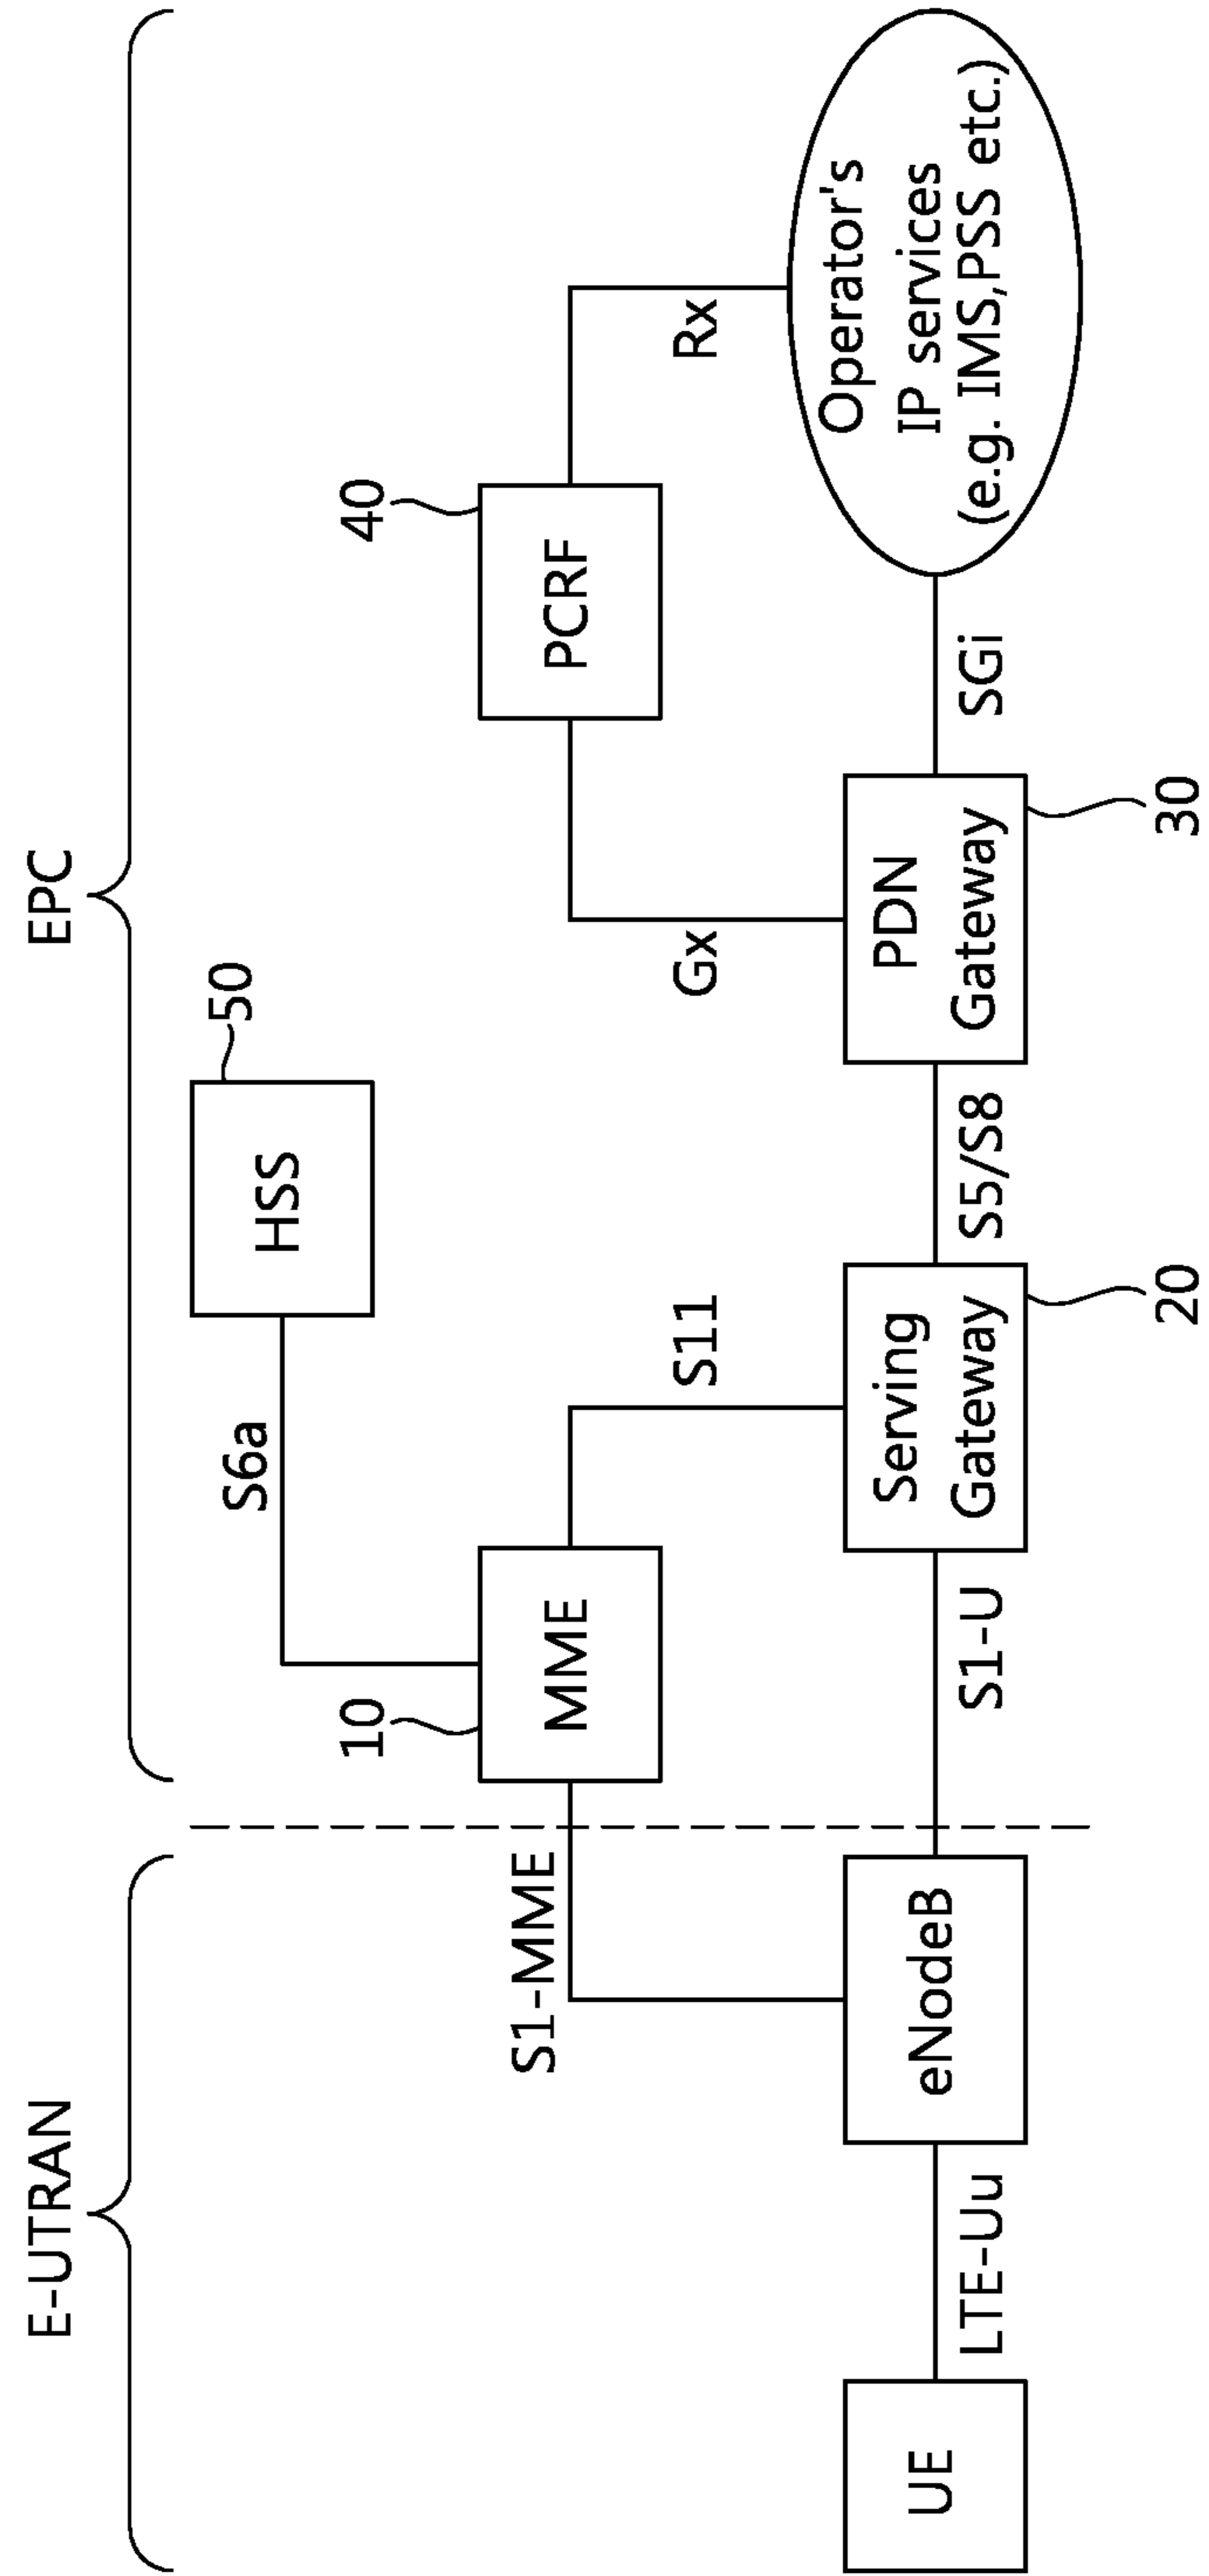 E-UTRAN
EPC
50
HSS
S6a
10
MME
40
PCRF
S1-MME
S11
Gx
Rx
UE
LTE-Uu
eNodeB
S1-U
Serving
Gateway
20
S5/S8
PDN
Gateway
30
SGi
Operator's
IP services
(e.g. IMS,PSS etc.)